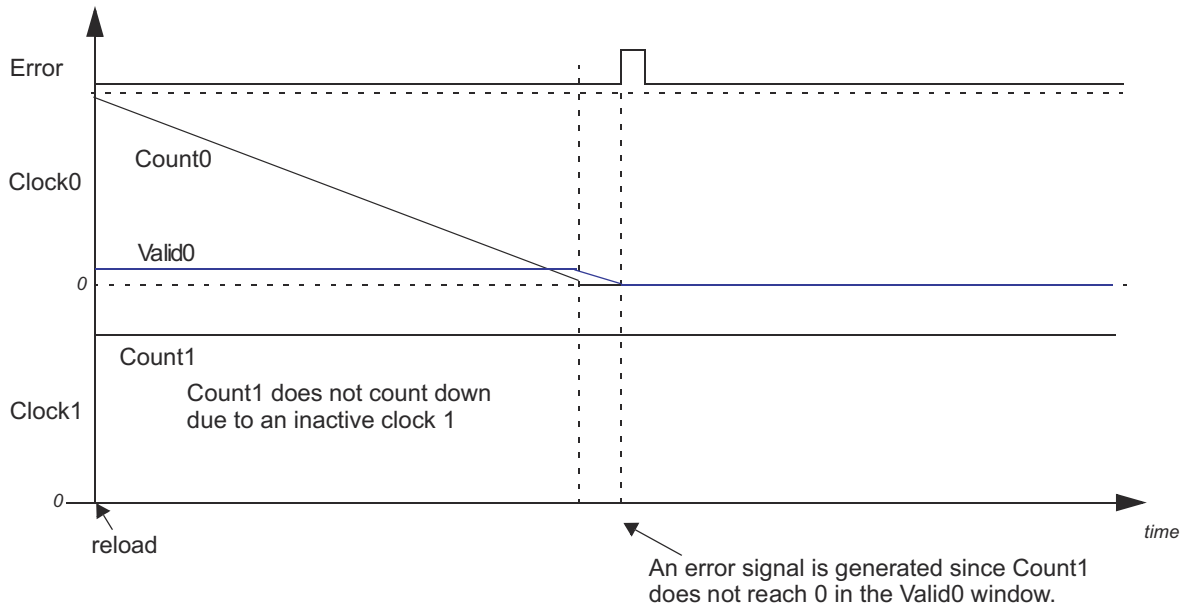 Error
Count0
Clock0
Valid0
0
Count1
Count1 does not count down
due to an inactive clock 1
Clock1
0
reload
time
An error signal is generated since Count1
does not reach 0 in the Valid0 window.